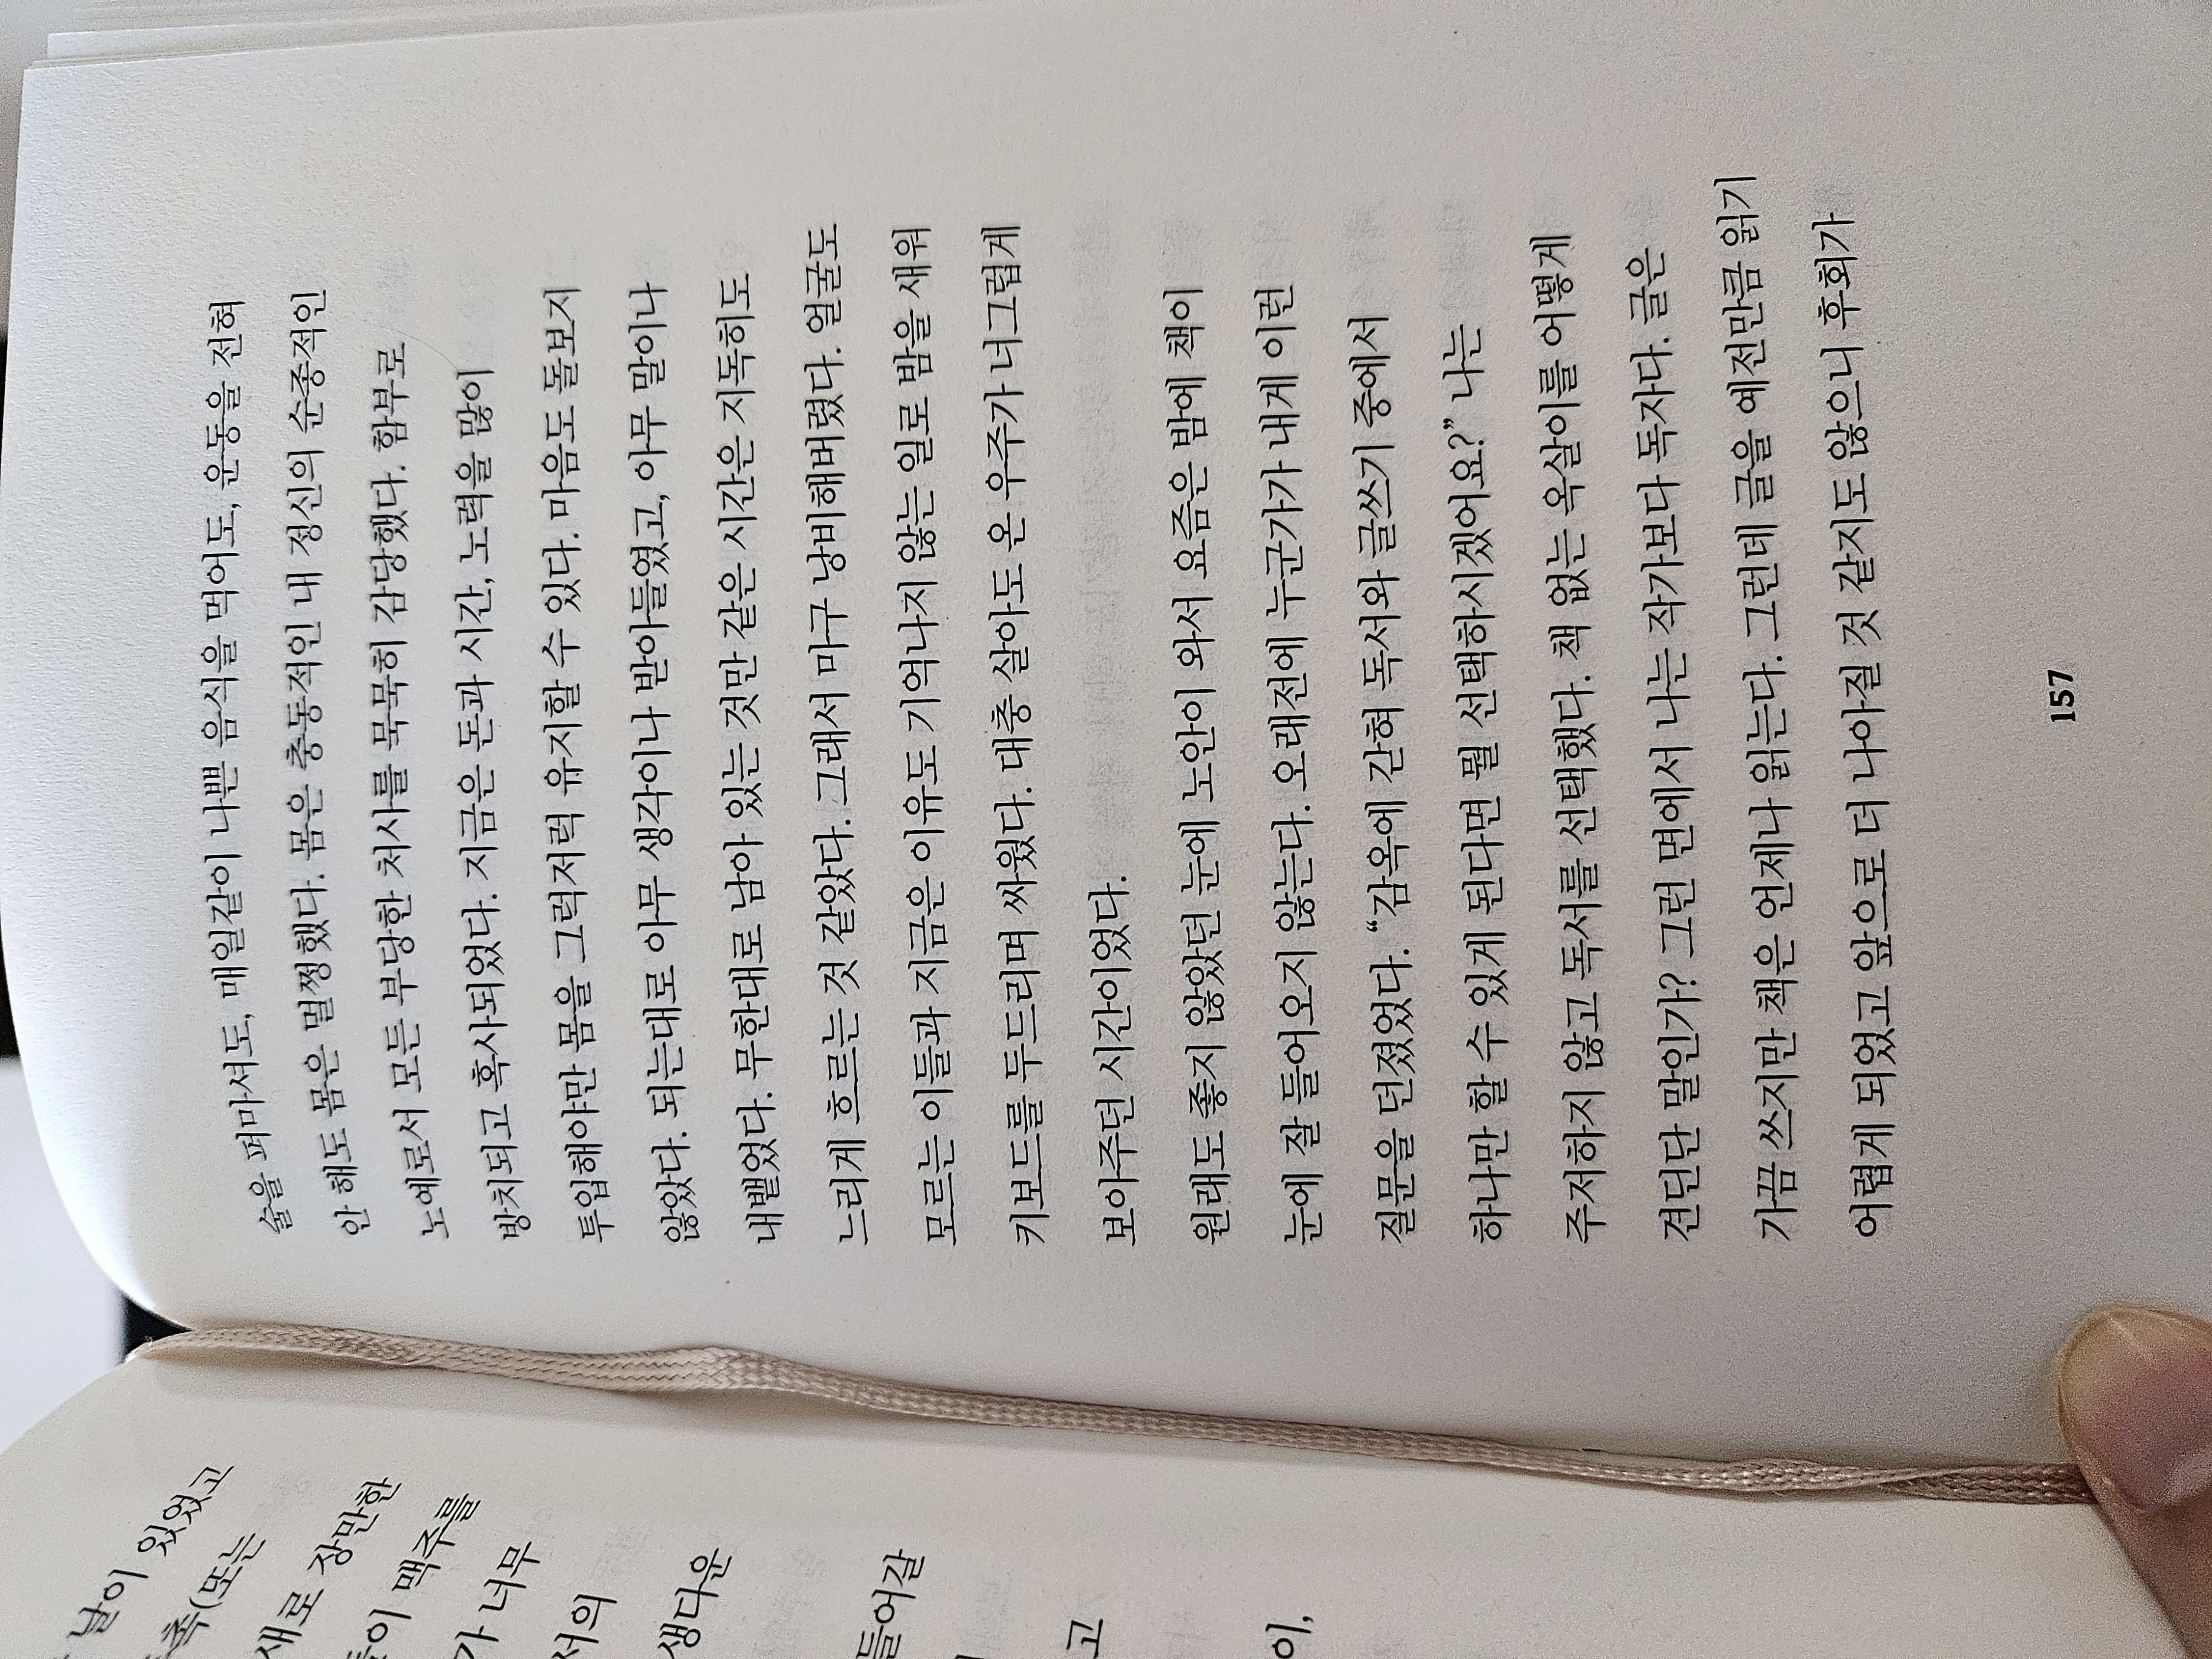 날이 있었고
(또는
새로 장만한
맥주를
너무
서의
생다운
들어갈
고
이,
술을 퍼마셔도, 매일같이 나쁜 음식을 먹어도, 운동을 전혀
안 해도 몸은 멀쩡했다. 몸은 충동적인 내 정신의 순종적인
노예로서 모든 부당한 처사를 묵묵히 감당했다. 함부로
방치되고 혹사되었다. 지금은 돈과 시간, 노력을 많이
투입해야만 몸을 그럭저럭 유지할 수 있다. 마음도 돌보지
않았다. 되는대로 아무 생각이나 받아들였고, 아무 말이나
내뱉었다. 무한대로 남아 있는 것만 같은 시간은 지독히도
느리게 흐르는 것 같았다. 그래서 마구 낭비해버렸다. 얼굴도
모르는 이들과 지금은 이유도 기억나지 않는 일로 밤을 새워
키보드를 두드리며 싸웠다. 대충 살아도 온 우주가 너그럽게
보아주던 시간이었다.
원래도 좋지 않았던 눈에 노안이 와서 요즘은 밤에 책이
눈에 잘 들어오지 않는다. 오래전에 누군가가 내게 이런
질문을 던졌었다. “감옥에 갇혀 독서와 글쓰기 중에서
하나만 할 수 있게 된다면 뭘 선택하시겠어요?” 나는
주저하지 않고 독서를 선택했다. 책 없는 옥살이를 어떻게
견딘단 말인가? 그런 면에서 나는 작가보다 독자다. 글은
가끔 쓰지만 책은 언제나 읽는다. 그런데 글을 예전만큼 읽기
어렵게 되었고 앞으로 더 나아질 것 같지도 않으니 후회가
157